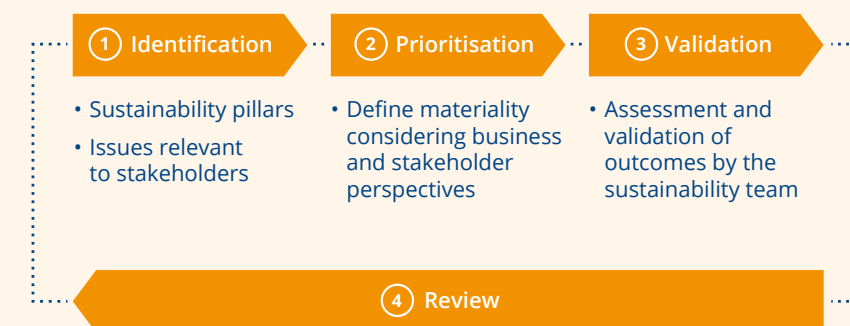 1 Identification
2 Prioritisation
3 Validation
• Sustainability pillars
• Issues relevant
to stakeholders
• Define materiality
considering business
and stakeholder
perspectives
• Assessment and
validation of
outcomes by the
sustainability team
4 Review